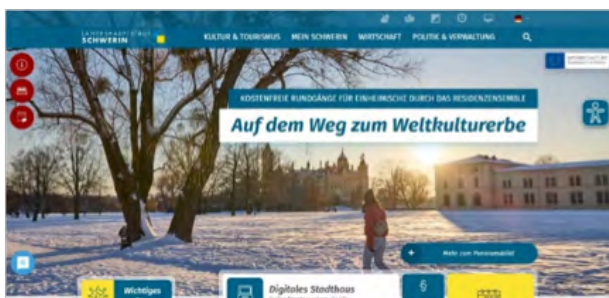 LANDESHAUPTSTADT
SCHWERIN
KULTUR & TOURISMUS MEIN SCHWERIN WIRTSCHAFT POLITIK & VERWALTUNG
KOSTENFREIE RUNDGÄNGE FÜR EINHEIMISCHE DURCH DAS RESIDENZENSEMBLE
Auf dem Weg zum Weltkulturerbe
+ Mehr zum Panoramabild
Wichtiges
Digitales Stadthaus
§